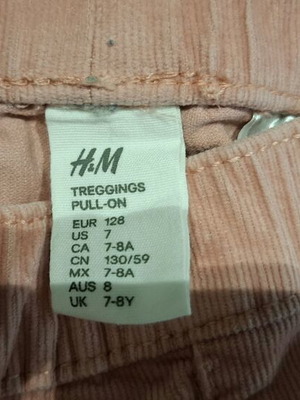 H&M
TREGGINGS
PULL-ON
EUR 128
US 7
CA 7-8A
CN 130/59
MX 7-8A
AUS 8
UK 7-8Y